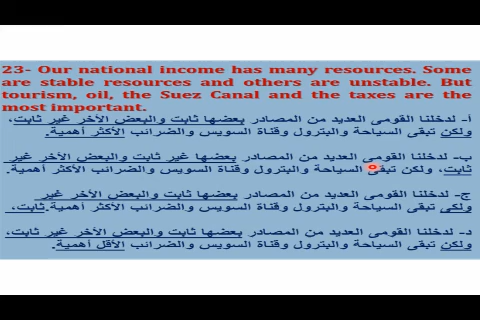 23- Our national income has many resources. Some
are stable resources and others are unstable. But
tourism, oil, the Suez Canal and the taxes are the
most important.
أ- لدخلنا القومى العديد من المصادر بعضها ثابت والبعض الأخر غير ثابت،
ولكن تبقى السياحة والبترول وقناة السويس والضرائب الأكثر أهمية.
ب- لدخلنا القومى العديد من المصادر بعضها غير ثابت والبعض الأخر
ثابت، ولكن تبقى السياحة والبترول وقناة السويس والضرائب الأكثر أهمية.
ج- لدخلنا القومى العديد من المصادر بعضها ثابت والبعض الأخر غير
ثابت، ولكى تبقى السياحة والبترول وقناة السويس والضرائب الأكثر أهمية.
د- لدخلنا القومى العديد من المصادر بعضها ثابت والبعض الأخر غير ثابت،
ولكن تبقى السياحة والبترول وقناة السويس والضرائب الأقل أهمية.